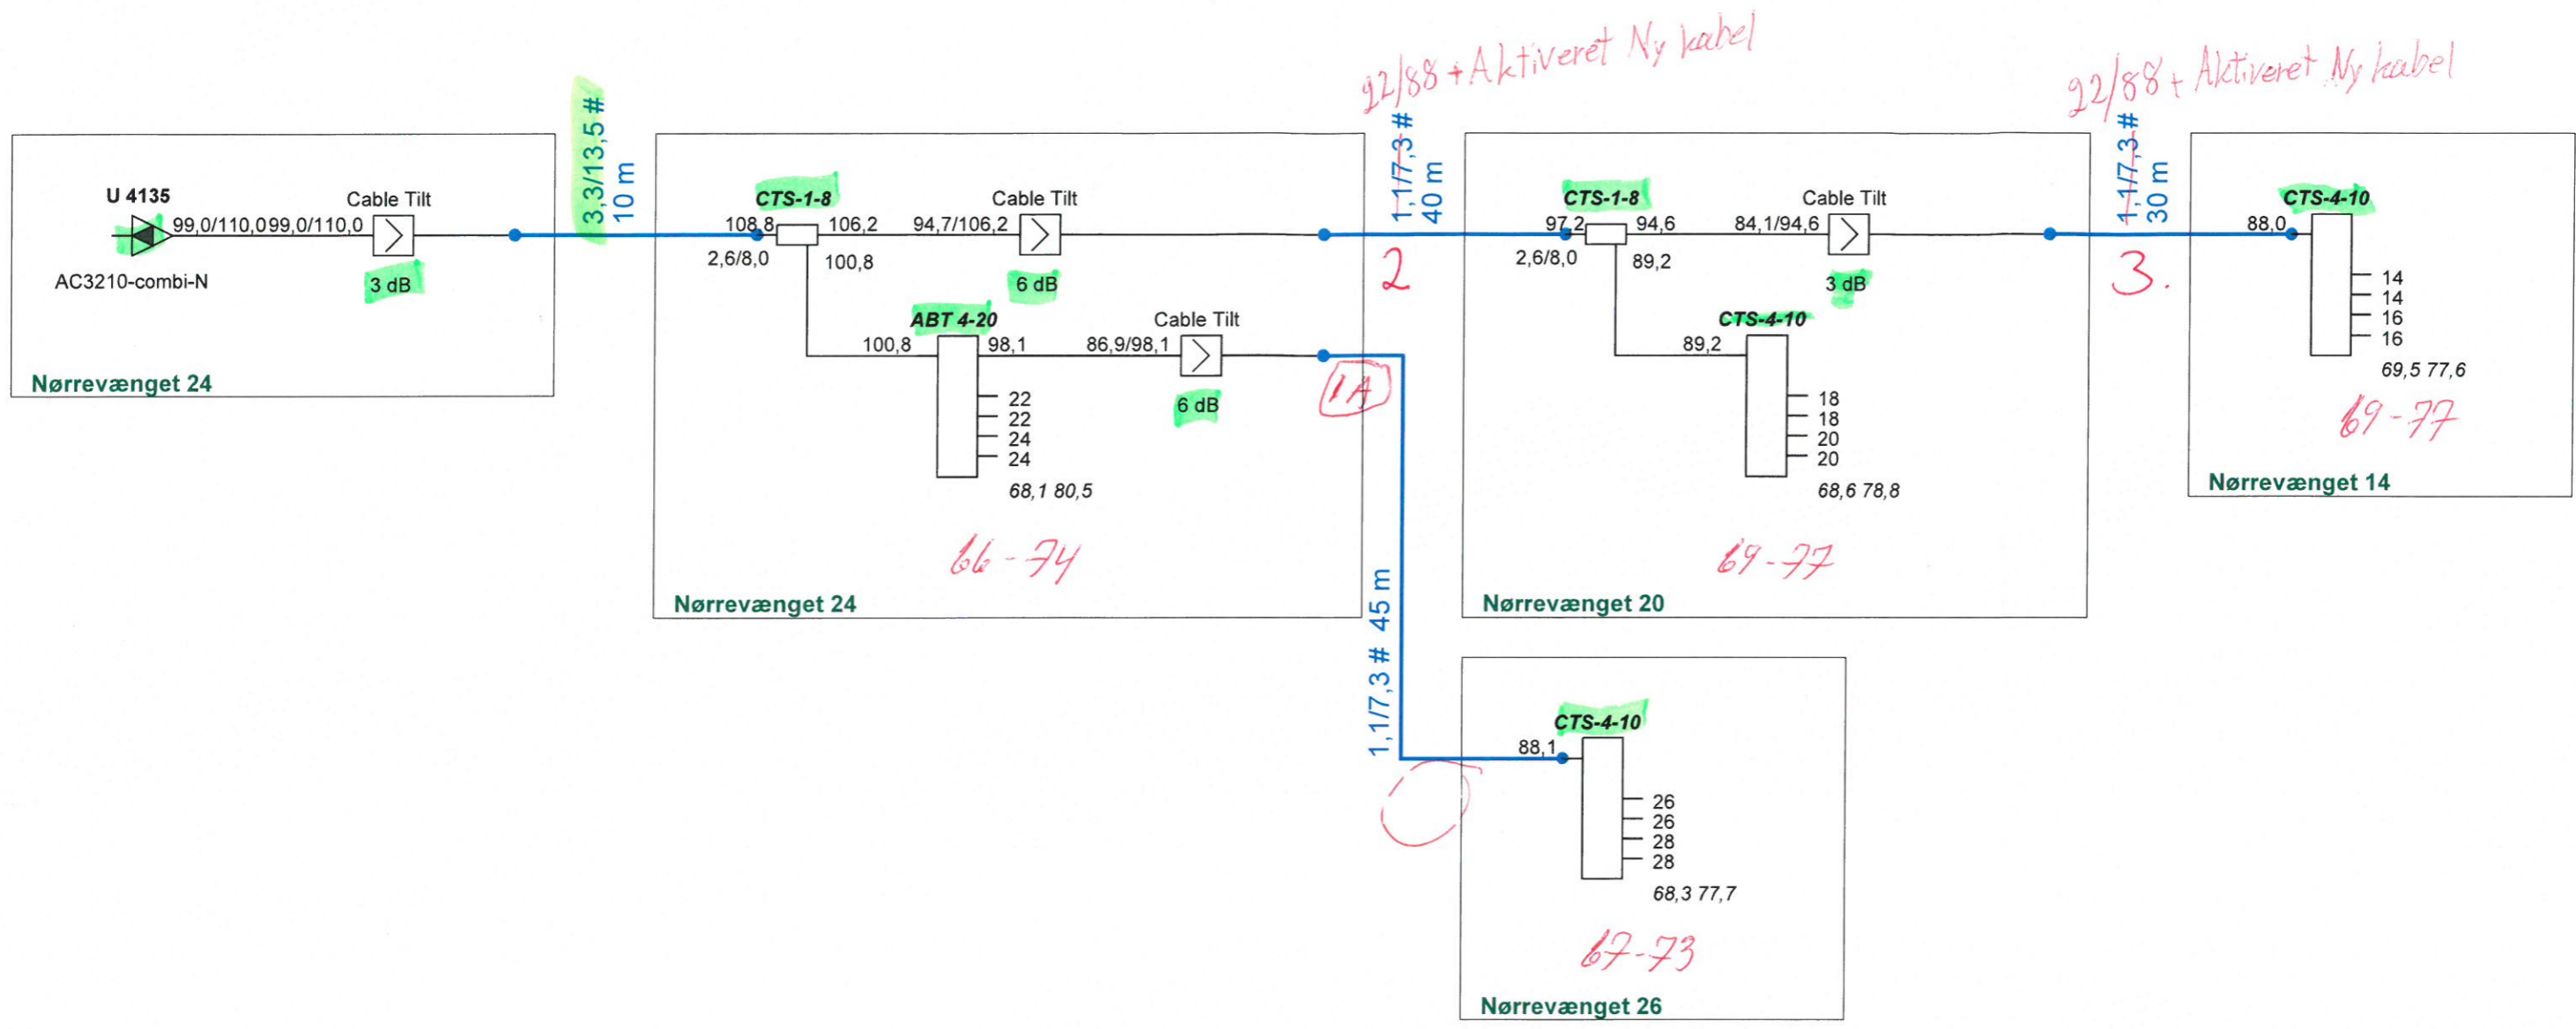 22/88 + Aktiveret Ny kabel
22/88 + Aktiveret Ny kabel
3,3/13,5 #
10 m
1,1/7,3 #
40 m
1,1/7,3 #
30 m
U 4135
99,0/110,0 99,0/110,0
AC3210-combi-N
Cable Tilt
3 dB
Nørrevænget 24
CTS-1-8
108,8
2,6/8,0
106,2
100,8
94,7/106,2
Cable Tilt
6 dB
ABT 4-20
100,8
98,1
86,9/98,1
Cable Tilt
6 dB
22
22
24
24
68,1 80,5
66-74
Nørrevænget 24
1A
2
CTS-1-8
97,2
2,6/8,0
94,6
89,2
84,1/94,6
Cable Tilt
3 dB
CTS-4-10
89,2
18
18
20
20
68,6 78,8
69-77
Nørrevænget 20
3.
CTS-4-10
88,0
14
14
16
16
69,5 77,6
69-77
Nørrevænget 14
1,1/7,3 # 45 m
CTS-4-10
88,1
26
26
28
28
68,3 77,7
67-73
Nørrevænget 26